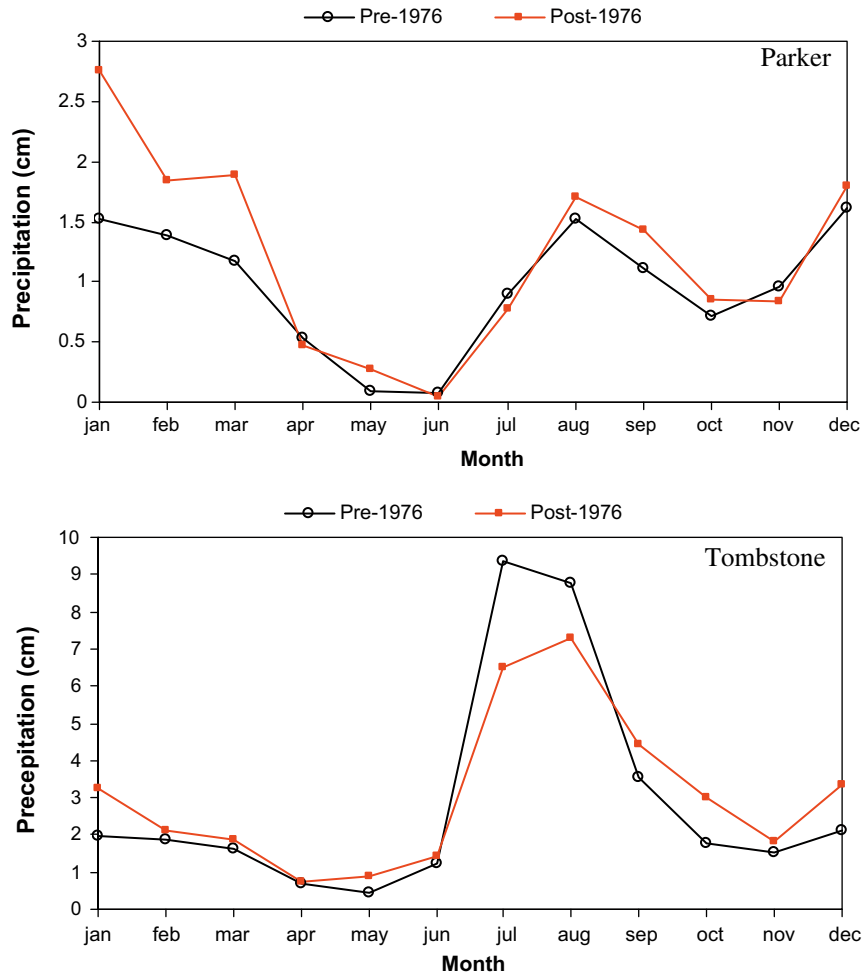 Pre-1976 Post-1976
Parker
Precipitation (cm)
3
2.5
2
1.5
1
0.5
0
jan feb mar apr may jun jul aug sep oct nov dec
Month
Pre-1976 Post-1976
Tombstone
Precepitation (cm)
10
9
8
7
6
5
4
3
2
1
0
jan feb mar apr may jun jul aug sep oct nov dec
Month